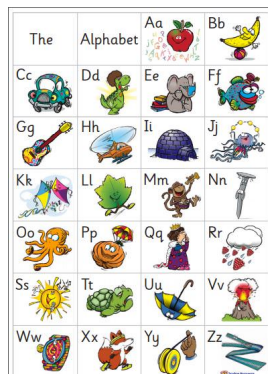 The Alphabet Aa Bb
Cc Dd Ee Ff
Gg Hh Ii Jj
Kk Ll Mm Nn
Oo Pp Qq Rr
Ss Tt Uu Vv
Ww Xx Yy Zz